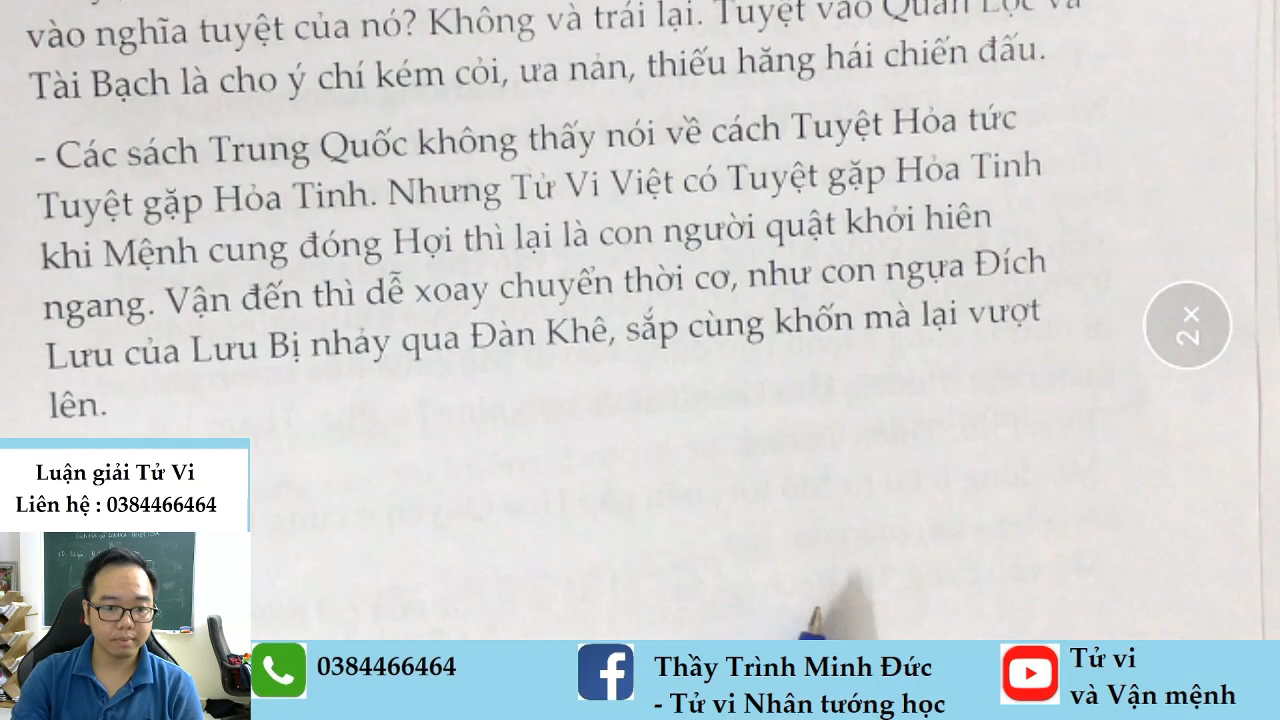 vào nghĩa tuyệt của nó? Không và trái lại. Tuyệt vào Quan Lộc và
Tài Bạch là cho ý chí kém cỏi, ưa nản, thiếu hăng hái chiến đấu.
- Các sách Trung Quốc không thấy nói về cách Tuyệt Hỏa tức
Tuyệt gặp Hỏa Tinh. Nhưng Tử Vi Việt có Tuyệt gặp Hỏa Tinh
khi Mệnh cung đóng Hợi thì lại là con người quật khởi hiên
ngang. Vận đến thì dễ xoay chuyển thời cơ, như con ngựa Đích
Lưu của Lưu Bị nhảy qua Đàn Khê, sắp cùng khốn mà lại vượt
lên.
2×
Luận giải Tử Vi
Liên hệ : 0384466464
0384466464
Thầy Trình Minh Đức
- Tử vi Nhân tướng học
Tử vi
và Vận mệnh